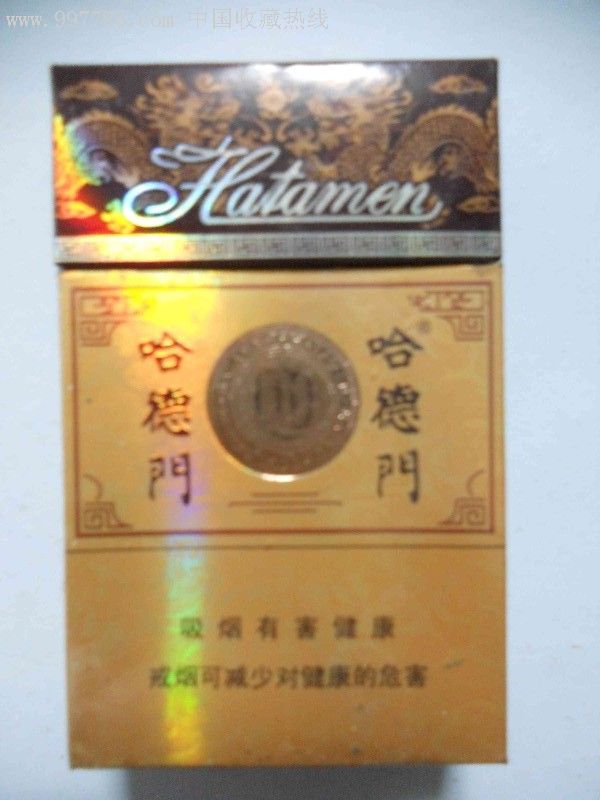 www.997788.com 中国收藏热线
Hatamen
哈德門
哈德門®
吸烟有害健康
戒烟可减少对健康的危害